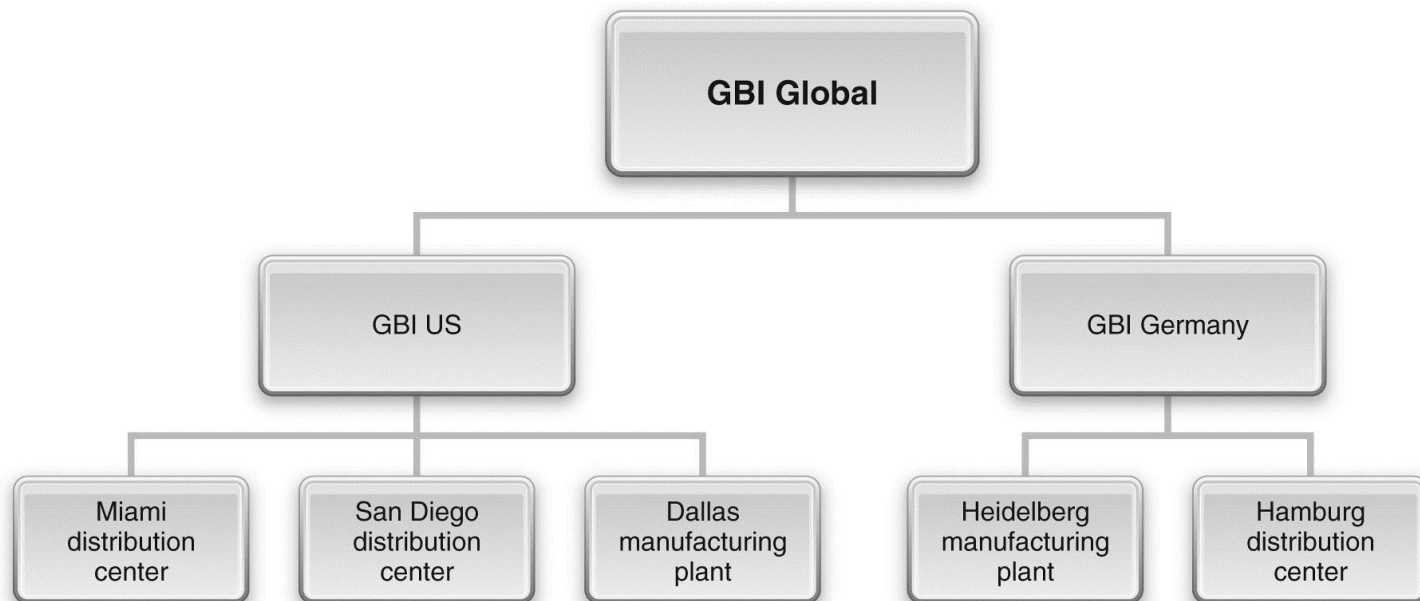 GBI Global
GBI US
GBI Germany
Miami
distribution
center
San Diego
distribution
center
Dallas
manufacturing
plant
Heidelberg
manufacturing
plant
Hamburg
distribution
center